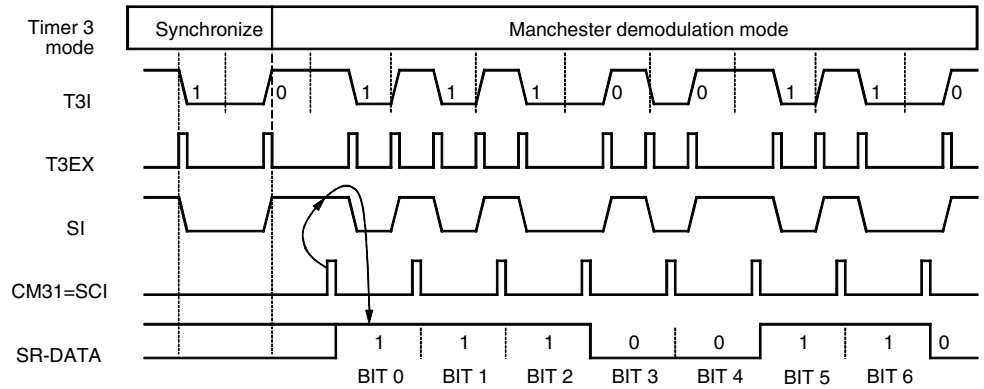 Timer 3 mode
Synchronize
Manchester demodulation mode
T3I
1 0 1 1 1 0 0 1 1 0
T3EX
SI
CM31=SCI
SR-DATA
1 1 1 0 0 1 1 0
BIT 0 BIT 1 BIT 2 BIT 3 BIT 4 BIT 5 BIT 6